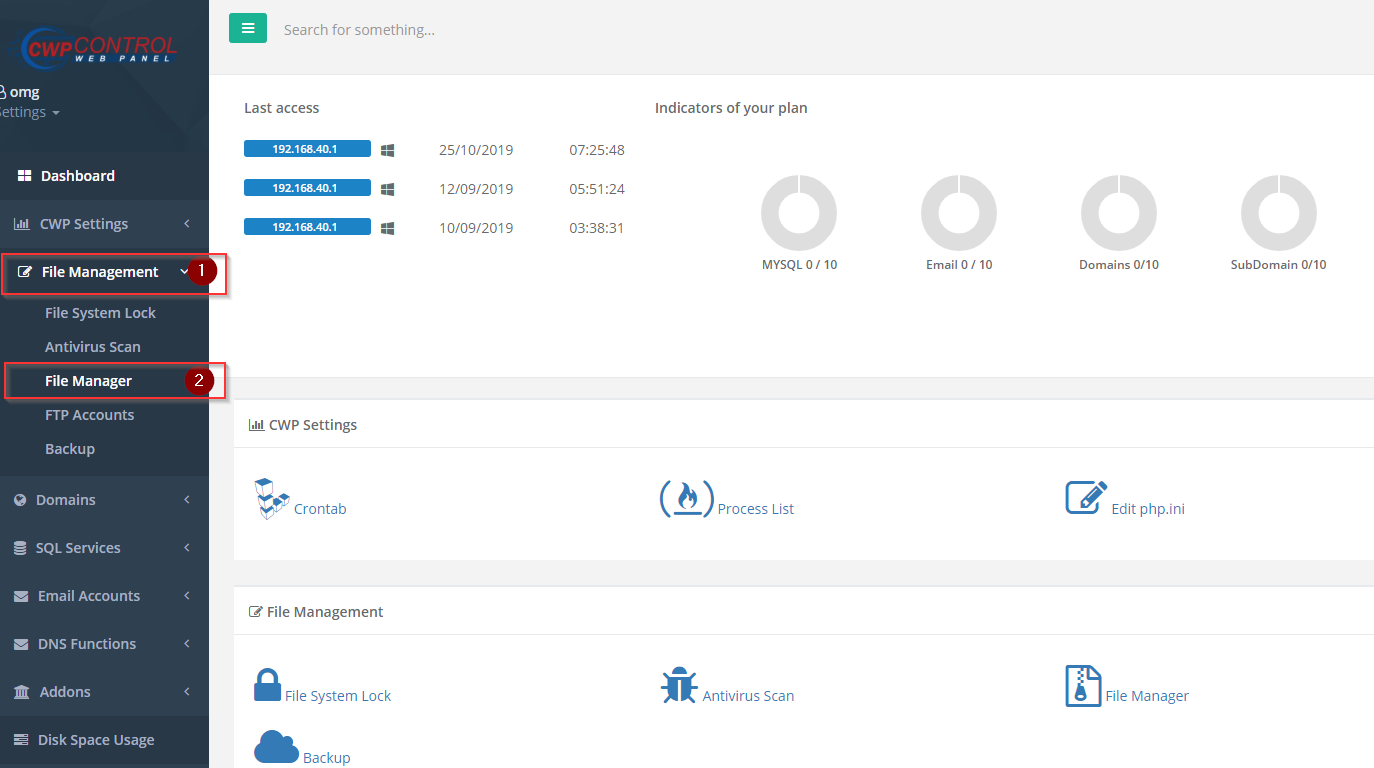 CWP CONTROL
WEB PANEL
omg
Settings
Dashboard
CWP Settings
File Management 1
File System Lock
Antivirus Scan
File Manager 2
FTP Accounts
Backup
Domains
SQL Services
Email Accounts
DNS Functions
Addons
Disk Space Usage
Search for something...
Last access
192.168.40.1 25/10/2019 07:25:48
192.168.40.1 12/09/2019 05:51:24
192.168.40.1 10/09/2019 03:38:31
Indicators of your plan
MYSQL 0 / 10
Email 0 / 10
Domains 0/10
SubDomain 0/10
CWP Settings
Crontab
Process List
Edit php.ini
File Management
File System Lock
Antivirus Scan
File Manager
Backup